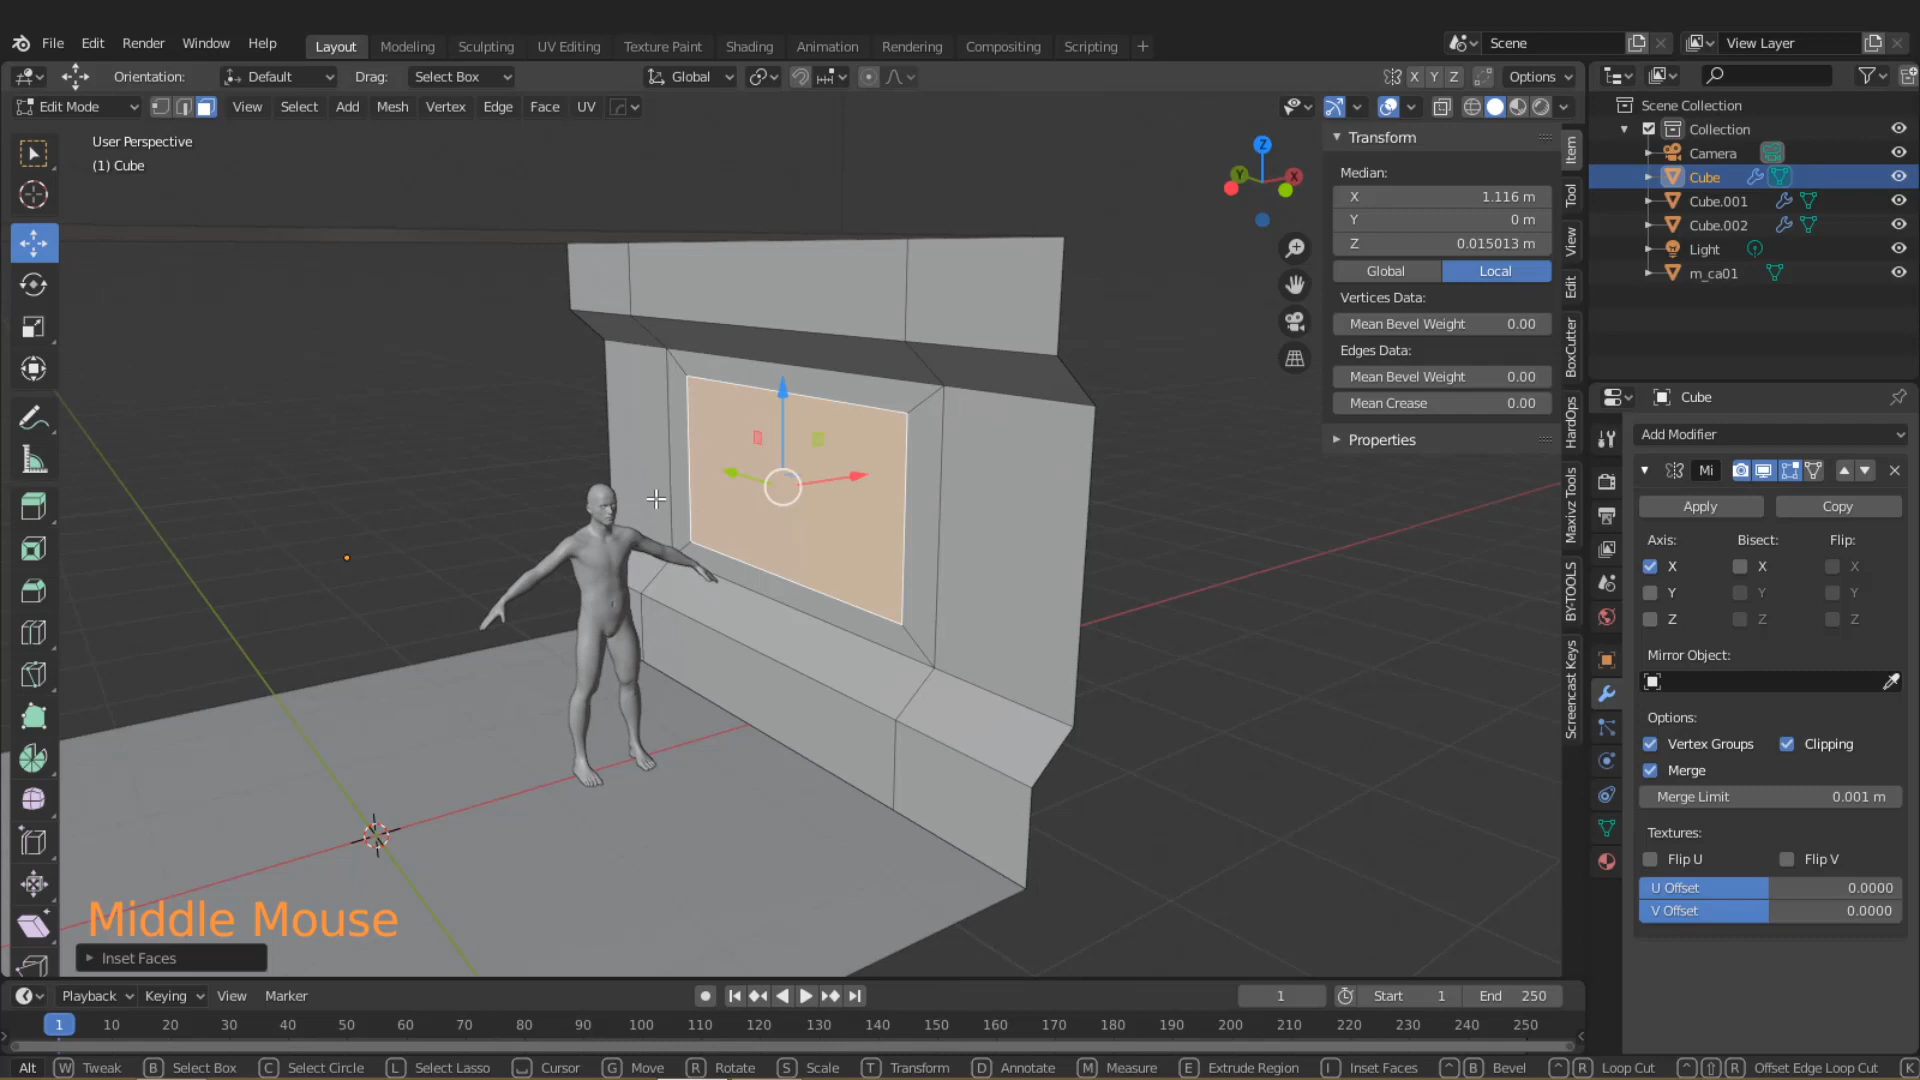 File Edit Render Window Help Layout Modeling Sculpting UV Editing Texture Paint Shading Animation Rendering Compositing Scripting + Scene View Layer
Orientation: Default Drag: Select Box Global X Y Z Options
Edit Mode View Select Add Mesh Vertex Edge Face UV
User Perspective
(1) Cube
Z
Y
X
Transform
Median:
X 1.116 m
Y 0 m
Z 0.015013 m
Global Local
Vertices Data:
Mean Bevel Weight 0.00
Edges Data:
Mean Bevel Weight 0.00
Mean Crease 0.00
Properties
Item
Tool
View
Edit
BoxCutter
HardOps
Maxivz Tools
BY-TOOLS
Screencast Keys
Scene Collection
Collection
Camera
Cube
Cube.001
Cube.002
Light
m_ca01
Cube
Add Modifier
Mi
Apply Copy
Axis: Bisect: Flip:
X X X
Y Y Y
Z Z Z
Mirror Object:
Options:
Vertex Groups Clipping
Merge
Merge Limit 0.001 m
Textures:
Flip U Flip V
U Offset 0.0000
V Offset 0.0000
Middle Mouse
Inset Faces
Playback Keying View Marker 1 Start 1 End 250
1 10 20 30 40 50 60 70 80 90 100 110 120 130 140 150 160 170 180 190 200 210 220 230 240 250
Alt W Tweak B Select Box C Select Circle L Select Lasso Cursor G Move R Rotate S Scale T Transform D Annotate M Measure E Extrude Region I Inset Faces ^ B Bevel ^ R Loop Cut ^ ⇧ R Offset Edge Loop Cut K